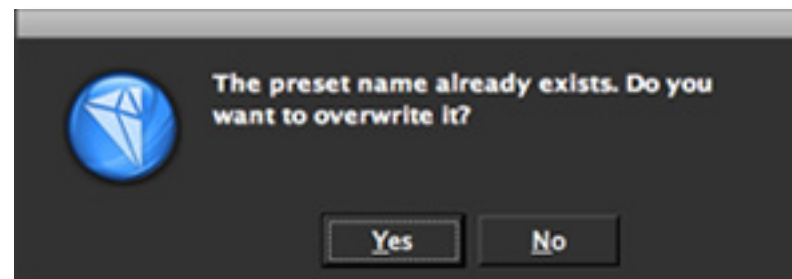 The preset name already exists. Do you
want to overwrite it?
Yes No